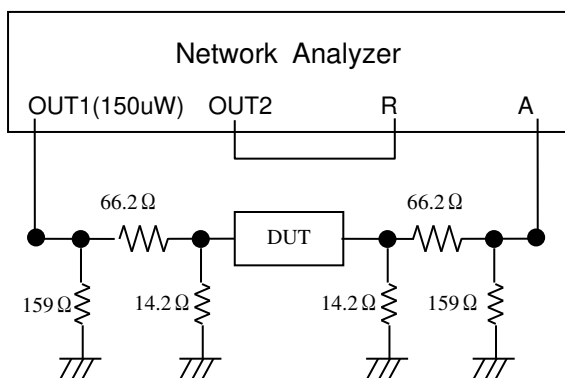 Network Analyzer
OUT1(150uW) OUT2 R A
66.2Ω 66.2Ω
DUT
159Ω 14.2Ω 14.2Ω 159Ω